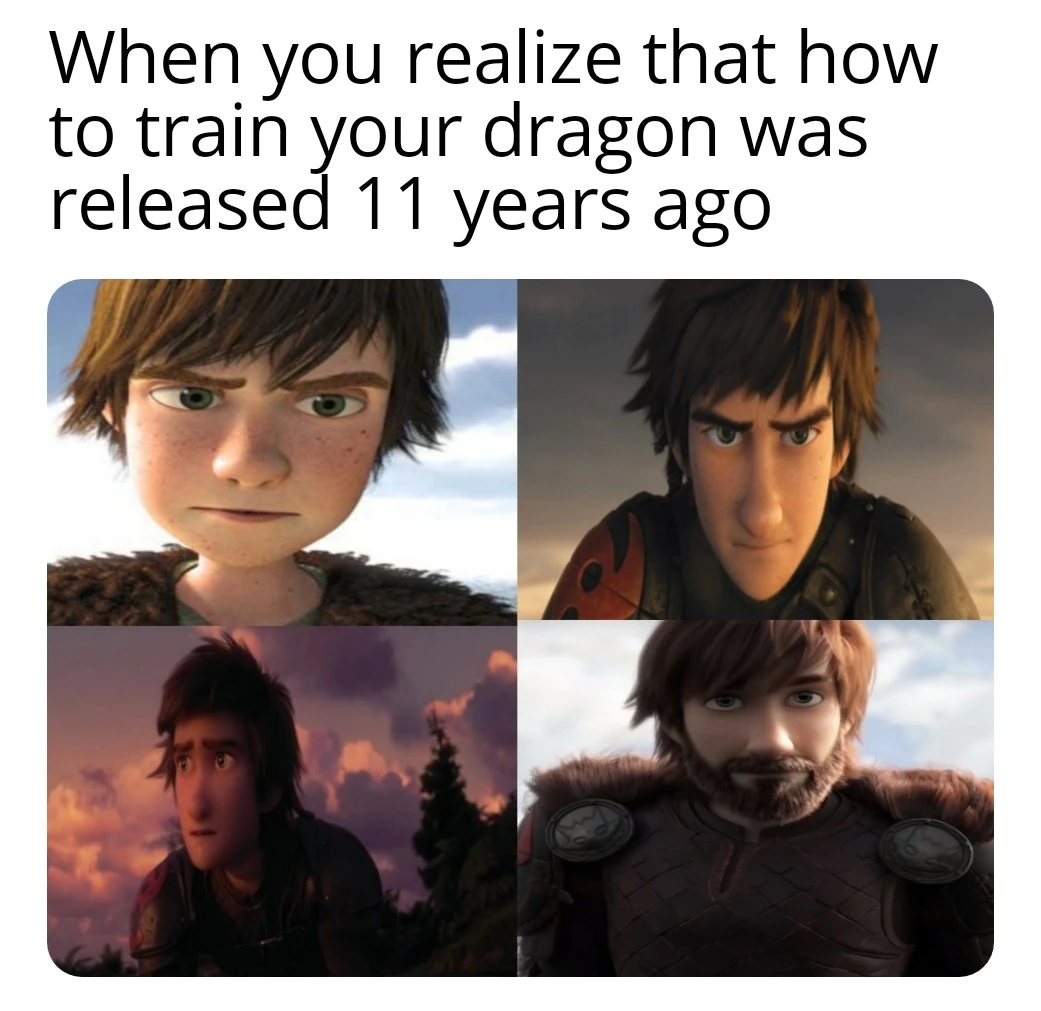 When you realize that how
to train your dragon was
released 11 years ago